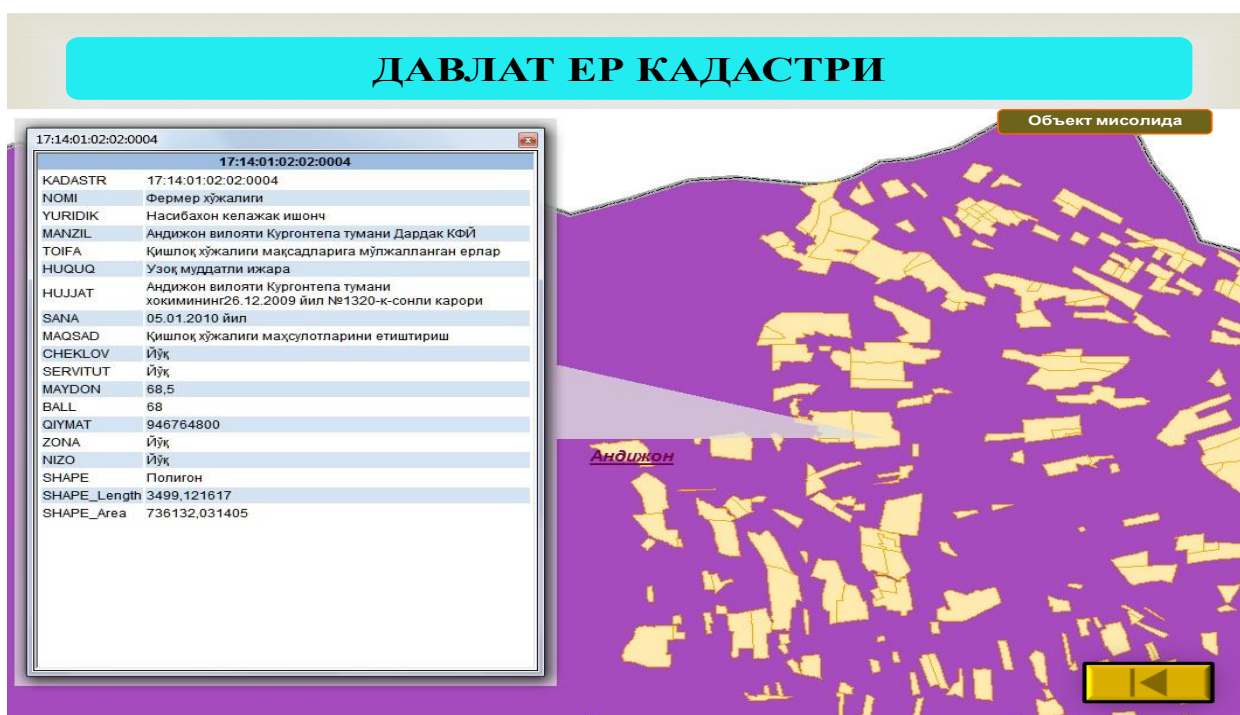 ДАВЛАТ ЕР КАДАСТРИ
Объект мисолида
17:14:01:02:02:0004
17:14:01:02:02:0004
KADASTR 17:14:01:02:02:0004
NOMI Фермер хўжалиги
YURIDIK Насибахон келажак ишонч
MANZIL Андижон вилояти Кургонтепа тумани Дардак КФЙ
TOIFA Қишлоқ хўжалиги мақсадларига мўлжалланган ерлар
HUQUQ Узоқ муддатли ижара
HUJJAT Андижон вилояти Кургонтепа тумани
хокимининг26.12.2009 йил №1320-к-сонли карори
SANA 05.01.2010 йил
MAQSAD Қишлоқ хўжалиги маҳсулотларини етиштириш
CHEKLOV Йўқ
SERVITUT Йўқ
MAYDON 68,5
BALL 68
QIYMAT 946764800
ZONA Йўқ
NIZO Йўқ
SHAPE Полигон
SHAPE_Length 3499,121617
SHAPE_Area 736132,031405
Андижон